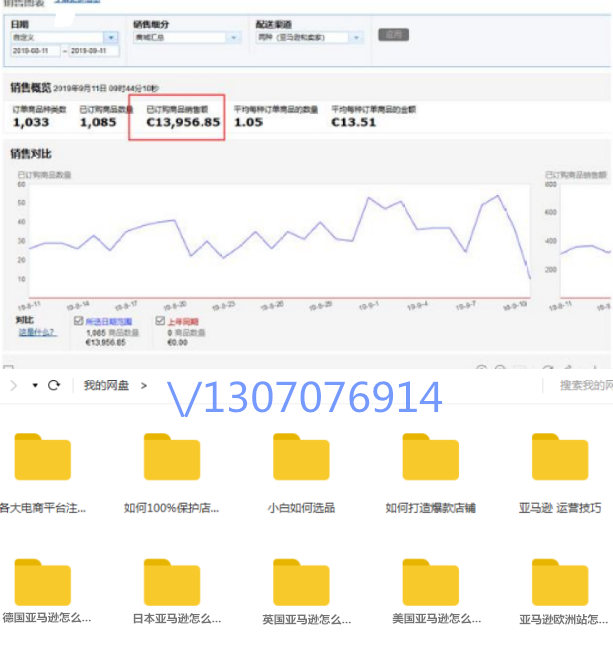 销售图表
日期 销售细分 配送渠道
自定义 商城汇总 两种（亚马逊和卖家） 应用
2019-08-11 - 2019-09-11
销售概览 2019年9月11日 09时44分10秒
订单商品种类数 已订购商品数量 已订购商品销售额 平均每种订单商品的数量 平均每种订单商品的金额
1,033 1,085 €13,956.85 1.05 €13.51
销售对比
已订购商品数量 已订购商品销售额
60 800
50
40 600
30 400
20 200
10
19-8-11 19-8-14 19-8-17 19-8-20 19-8-23 19-8-26 19-8-29 19-9-1 19-9-4 19-9-7 19-9-10 19-8-11
对比 所选日期范围 上年同期
这是什么? 1,085 商品数量 0 商品数量
€13,956.85 €0.00
我的网盘 > 搜索我的网
\/1307076914
各大电商平台注... 如何100%保护店... 小白如何选品 如何打造爆款店铺 亚马逊 运营技巧
德国亚马逊怎么... 日本亚马逊怎么... 英国亚马逊怎么... 美国亚马逊怎么... 亚马逊欧洲站怎...